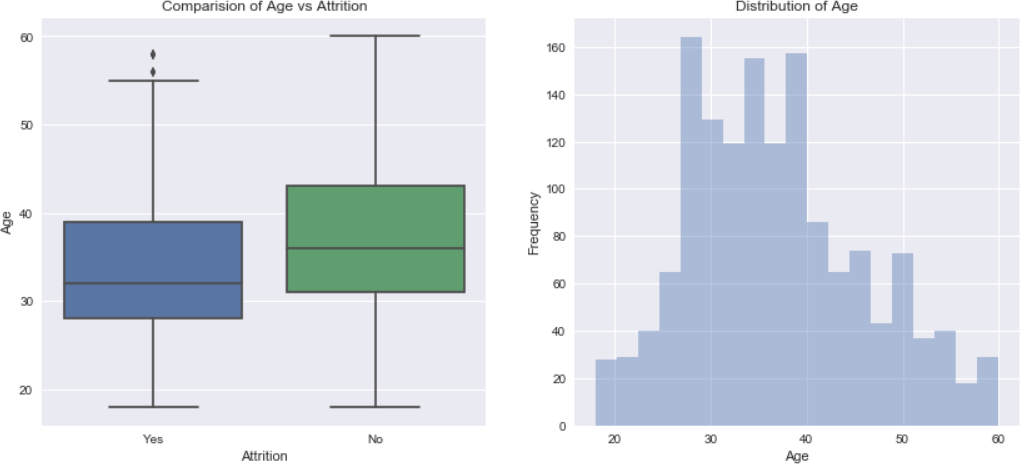 Comparision of Age vs Attrition
60
50
40
30
20
Age
Yes
No
Attrition
Distribution of Age
160
140
120
100
80
60
40
20
0
Frequency
20
30
40
50
60
Age